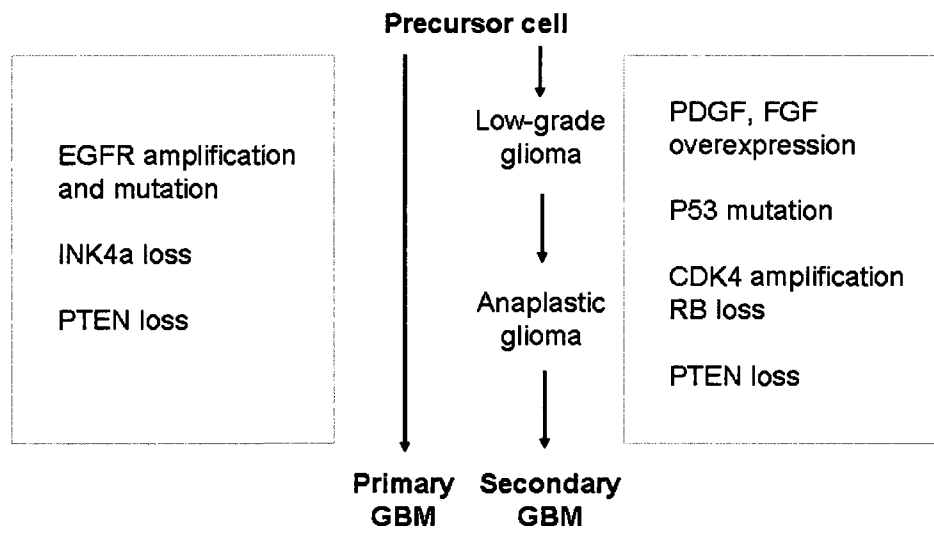 Precursor cell
EGFR amplification
and mutation
INK4a loss
PTEN loss
Low-grade
glioma
Anaplastic
glioma
PDGF, FGF
overexpression
P53 mutation
CDK4 amplification
RB loss
PTEN loss
Primary
GBM
Secondary
GBM